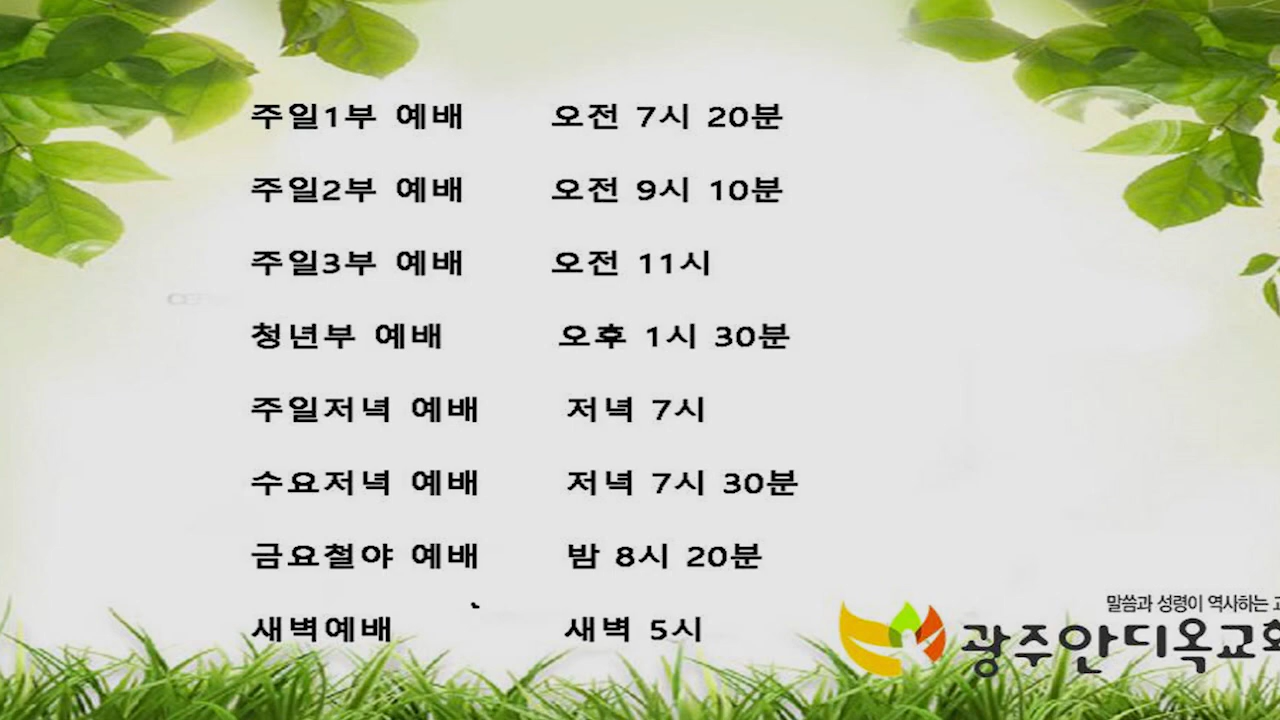 주일1부 예배 오전 7시 20분
주일2부 예배 오전 9시 10분
주일3부 예배 오전 11시
청년부 예배 오후 1시 30분
주일저녁 예배 저녁 7시
수요저녁 예배 저녁 7시 30분
금요철야 예배 밤 8시 20분
새벽예배 새벽 5시
말씀과 성령이 역사하는
광주안디옥교회